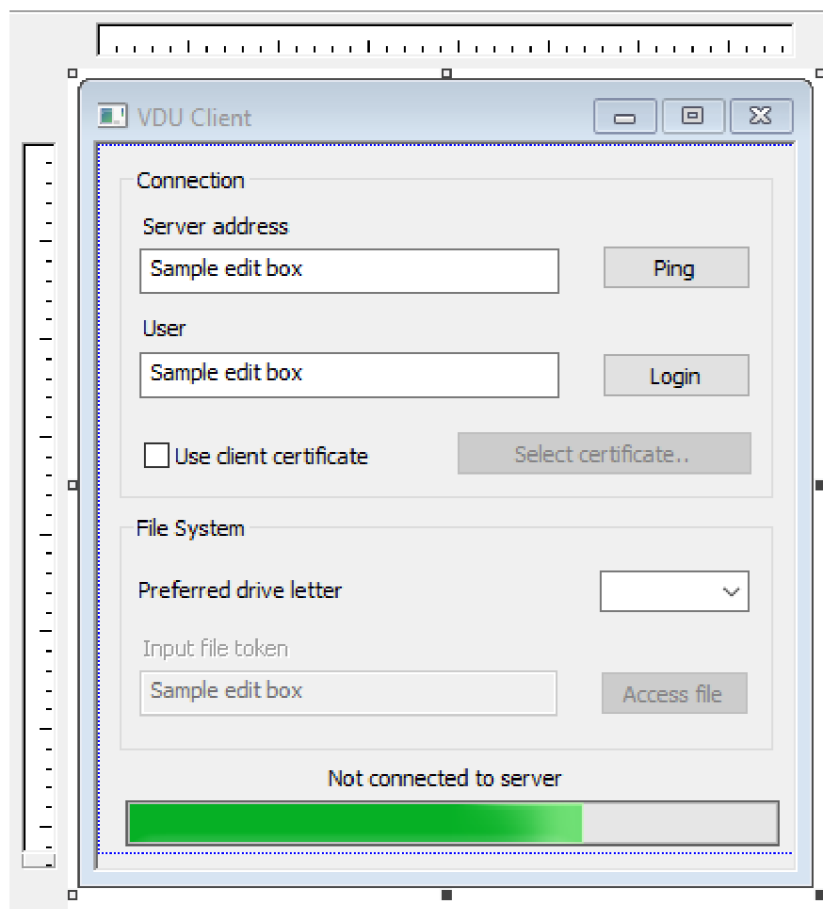 VDU Client
Connection
Server address
Sample edit box
Ping
User
Sample edit box
Login
Use client certificate
Select certificate..
File System
Preferred drive letter
Input file token
Sample edit box
Access file
Not connected to server